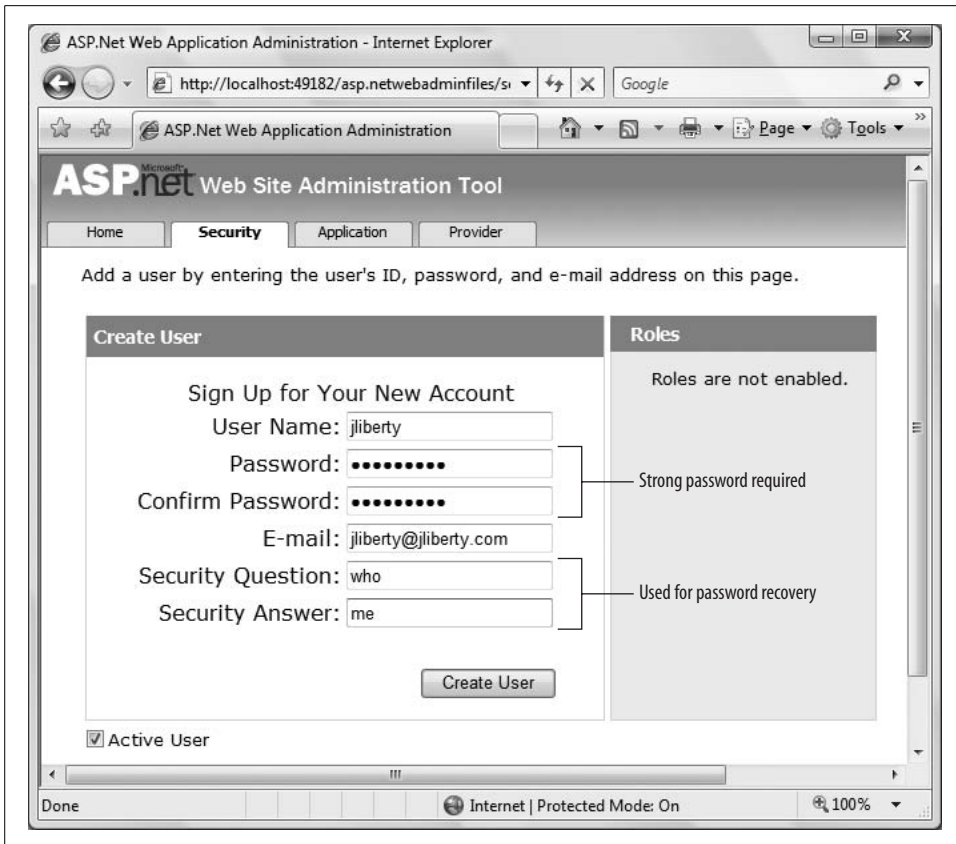 ASP.Net Web Application Administration - Internet Explorer
http://localhost:49182/asp.netwebadminfiles/s
Google
ASP.Net Web Application Administration
Page
Tools
Microsoft
ASP.net Web Site Administration Tool
Home Security Application Provider
Add a user by entering the user's ID, password, and e-mail address on this page.
Create User
Roles
Roles are not enabled.
Sign Up for Your New Account
User Name: jliberty
Password: •••••••••
Strong password required
Confirm Password: •••••••••
E-mail: jliberty@jliberty.com
Security Question: who
Used for password recovery
Security Answer: me
Create User
Active User
Done
Internet | Protected Mode: On
100%